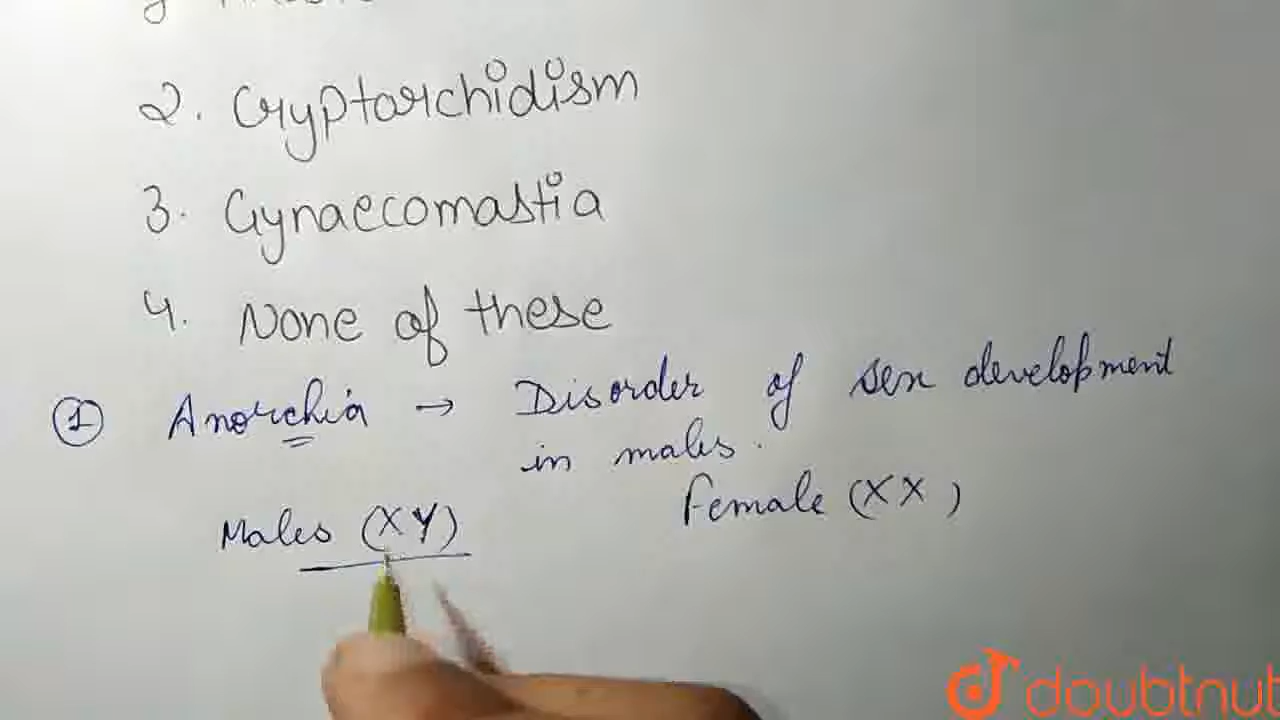 2. Cryptorchidism
3. Gynaecomastia
4. None of these
1 Anorchia → Disorder of sex development
in males.
Males (XY) Female (XX)
doubtnut